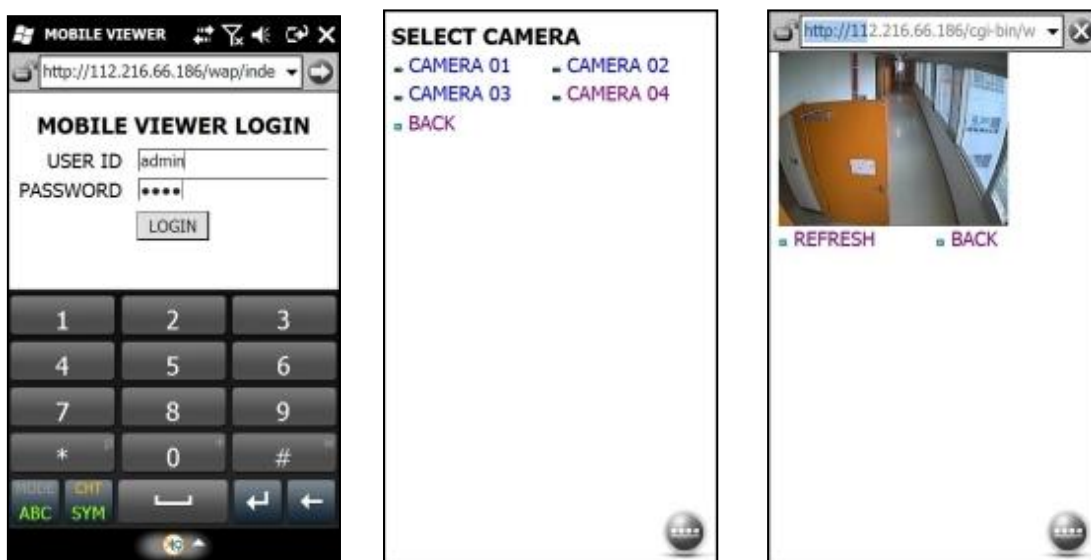 MOBILE VIEWER
http://112.216.66.186/wap/inde
MOBILE VIEWER LOGIN
USER ID admin
PASSWORD ••••
LOGIN
1 2 3
4 5 6
7 8 9
* 0 #
ABC SYM
SELECT CAMERA
CAMERA 01 CAMERA 02
CAMERA 03 CAMERA 04
BACK
http://112.216.66.186/cgi-bin/w
REFRESH BACK